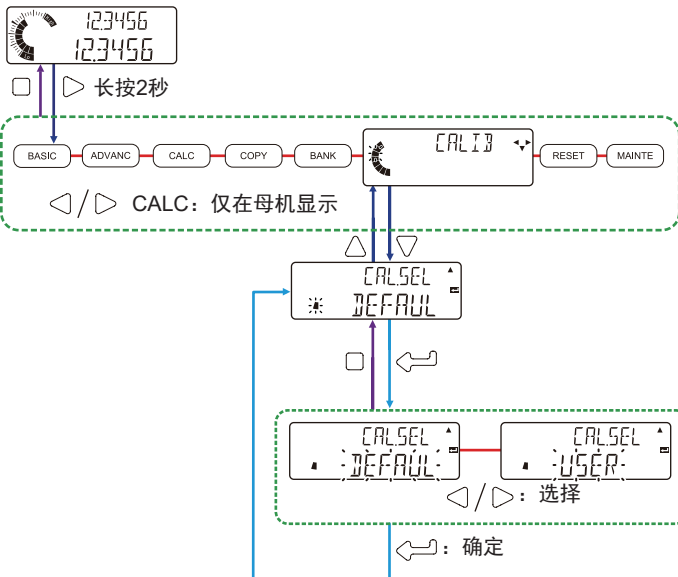 12.3456
12.3456
长按2秒
BASIC ADVANC CALC COPY BANK CALIB RESET MAINTE
CALC：仅在母机显示
CAL.SEL
DEFAUL
CAL.SEL CAL.SEL
DEFAUL USER
：选择
：确定